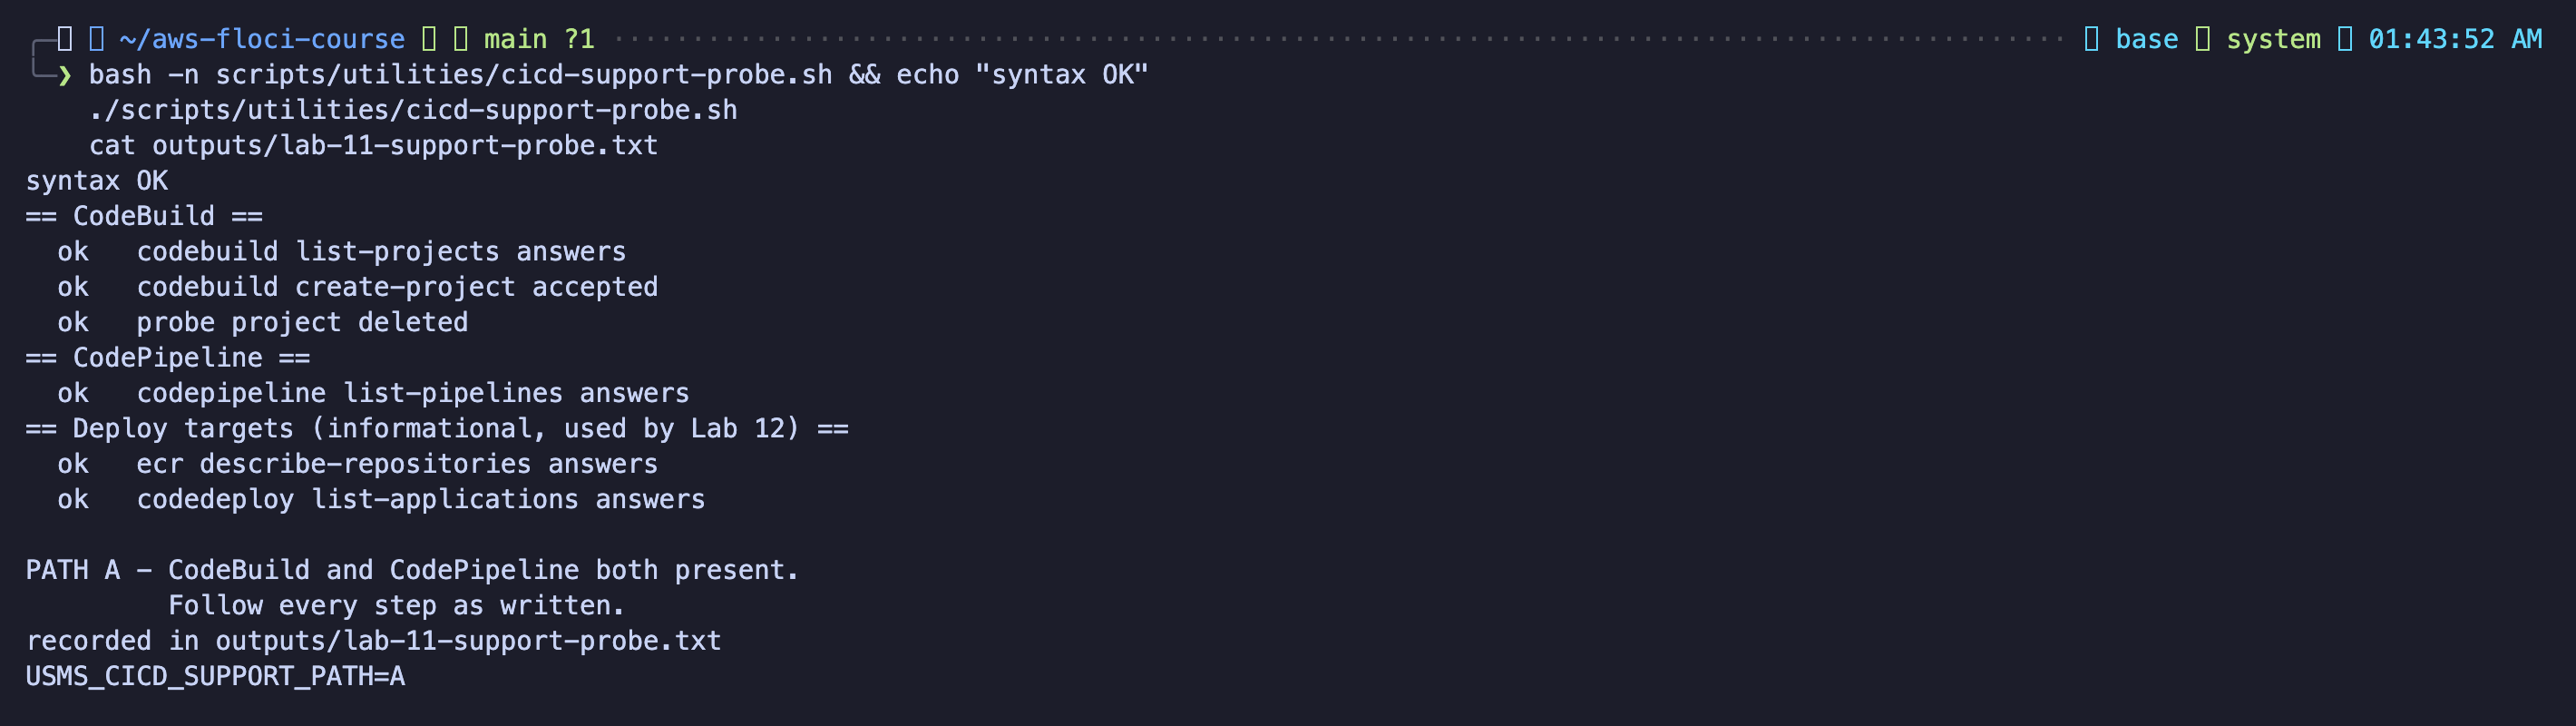 ~/aws-floci-course main ?1 base system 01:43:52 AM
❯ bash -n scripts/utilities/cicd-support-probe.sh && echo "syntax OK"
./scripts/utilities/cicd-support-probe.sh
cat outputs/lab-11-support-probe.txt
syntax OK
== CodeBuild ==
ok codebuild list-projects answers
ok codebuild create-project accepted
ok probe project deleted
== CodePipeline ==
ok codepipeline list-pipelines answers
== Deploy targets (informational, used by Lab 12) ==
ok ecr describe-repositories answers
ok codedeploy list-applications answers
PATH A - CodeBuild and CodePipeline both present.
Follow every step as written.
recorded in outputs/lab-11-support-probe.txt
USMS_CICD_SUPPORT_PATH=A